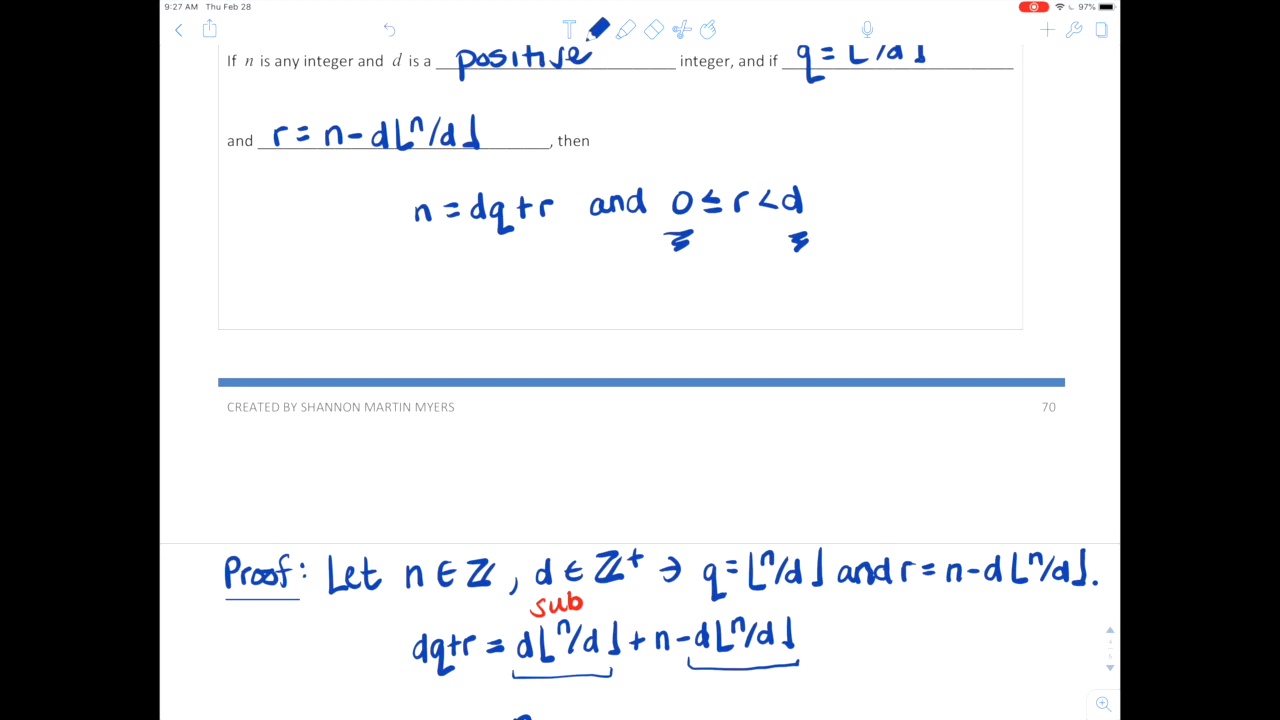 9:27 AM Thu Feb 28
97%
If n is any integer and d is a positive integer, and if q = ⌊ /d⌋
and r = n - d⌊n/d⌋, then
n = dq + r and 0 ≤ r < d
CREATED BY SHANNON MARTIN MYERS
70
Proof: Let n ∈ ℤ, d ∈ ℤ+ ∋ q = ⌊n/d⌋ and r = n - d⌊n/d⌋.
sub
dq + r = d⌊n/d⌋ + n - d⌊n/d⌋